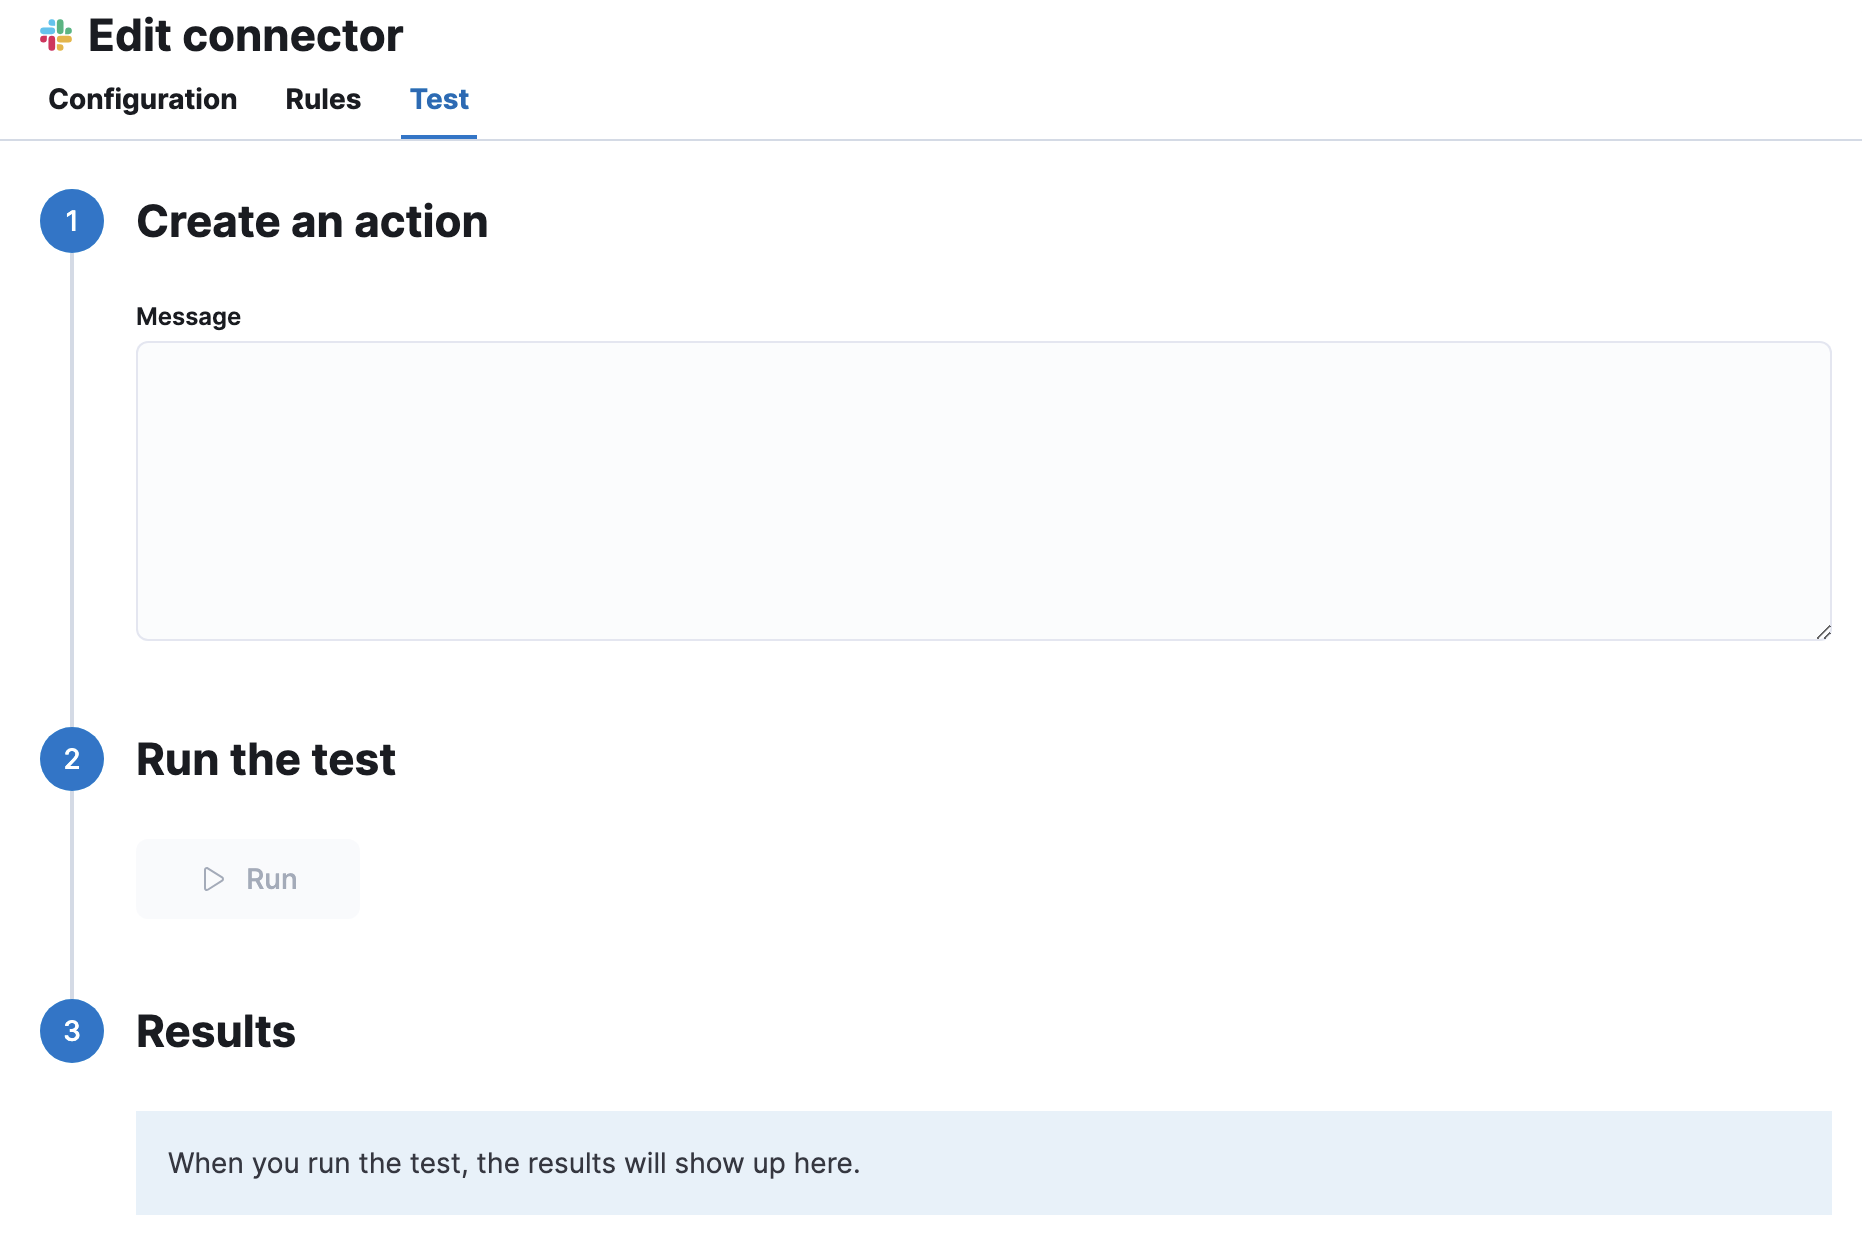 Edit connector
Configuration Rules Test
1 Create an action
Message
2 Run the test
Run
3 Results
When you run the test, the results will show up here.